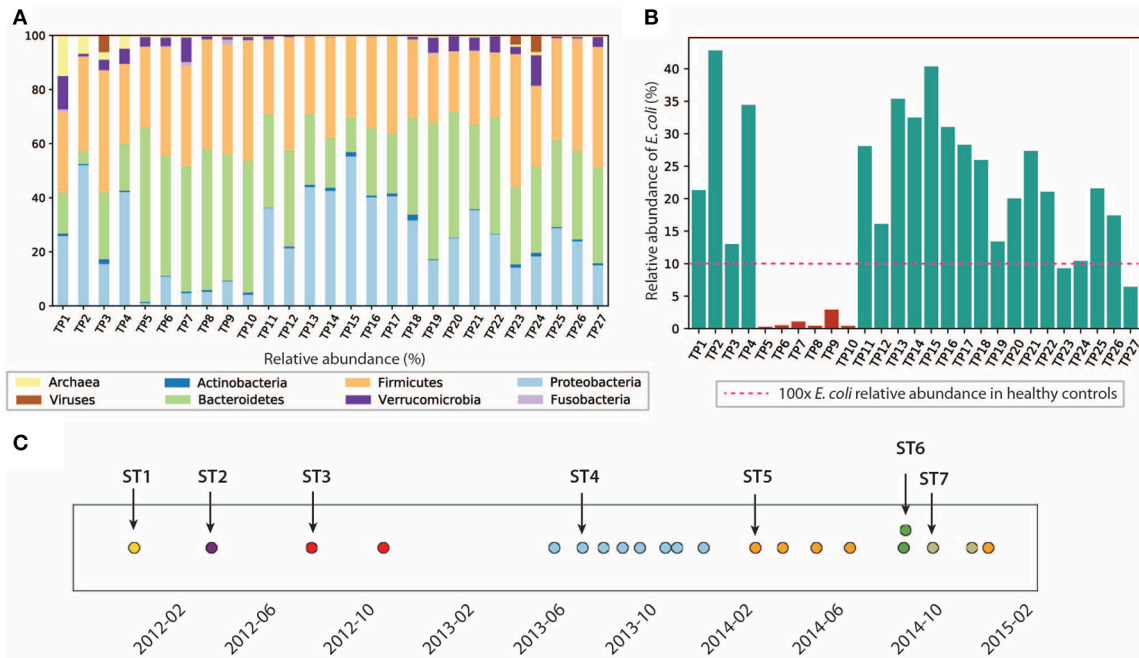 A
100
80
60
40
20
0
TP1 TP2 TP3 TP4 TP5 TP6 TP7 TP8 TP9 TP10 TP11 TP12 TP13 TP14 TP15 TP16 TP17 TP18 TP19 TP20 TP21 TP22 TP23 TP24 TP25 TP26 TP27
Relative abundance (%)
Archaea Actinobacteria Firmicutes Proteobacteria
Viruses Bacteroidetes Verrucomicrobia Fusobacteria
B
Relative abundance of E. coli (%)
40
35
30
25
20
15
10
5
0
TP1 TP2 TP3 TP4 TP5 TP6 TP7 TP8 TP9 TP10 TP11 TP12 TP13 TP14 TP15 TP16 TP17 TP18 TP19 TP20 TP21 TP22 TP23 TP24 TP25 TP26 TP27
100x E. coli relative abundance in healthy controls
C
ST1 ST2 ST3 ST4 ST5 ST6 ST7
2012-02 2012-06 2012-10 2013-02 2013-06 2013-10 2014-02 2014-06 2014-10 2015-02